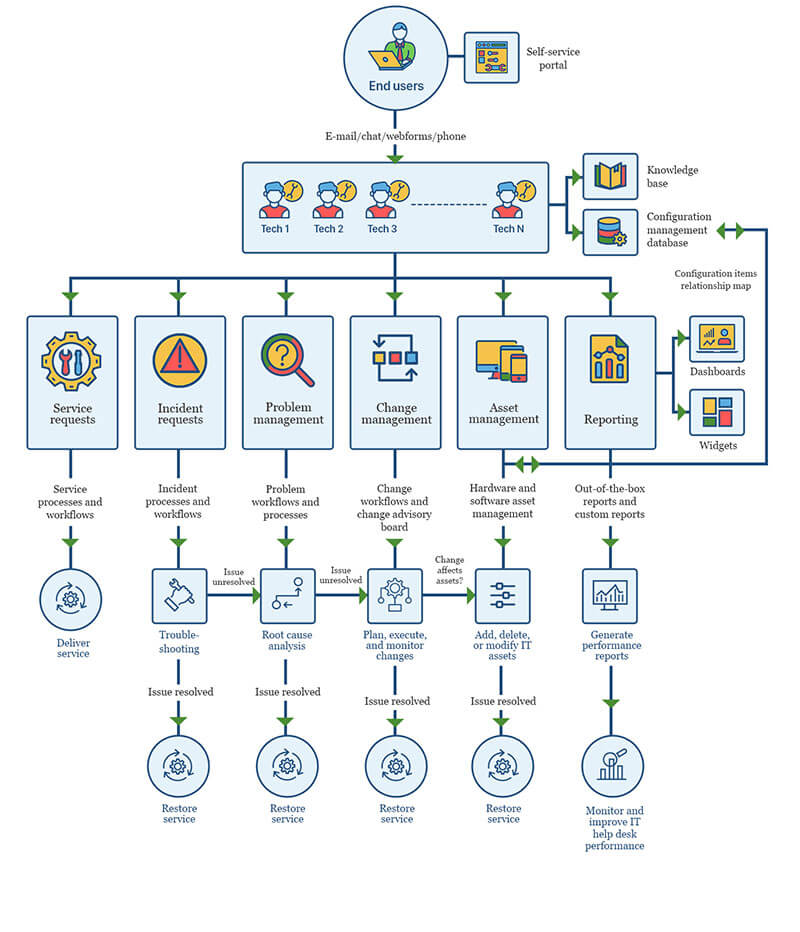 End users
Self-service
portal
E-mail/chat/webforms/phone
Tech 1
Tech 2
Tech 3
Tech N
Knowledge
base
Configuration
management
database
Configuration items
relationship map
Service
requests
Incident
requests
Problem
management
Change
management
Asset
management
Reporting
Dashboards
Widgets
Service
processes and
workflows
Incident
processes and
workflows
Problem
workflows and
processes
Change
workflows and
change advisory
board
Hardware and
software asset
management
Out-of-the-box
reports and
custom reports
Issue
unresolved
Issue
unresolved
Change
affects
assets?
Deliver
service
Trouble-
shooting
Root cause
analysis
Plan, execute,
and monitor
changes
Add, delete,
or modify IT
assets
Generate
performance
reports
Issue resolved
Issue resolved
Issue resolved
Issue resolved
Restore
service
Restore
service
Restore
service
Restore
service
Monitor and
improve IT
help desk
performance